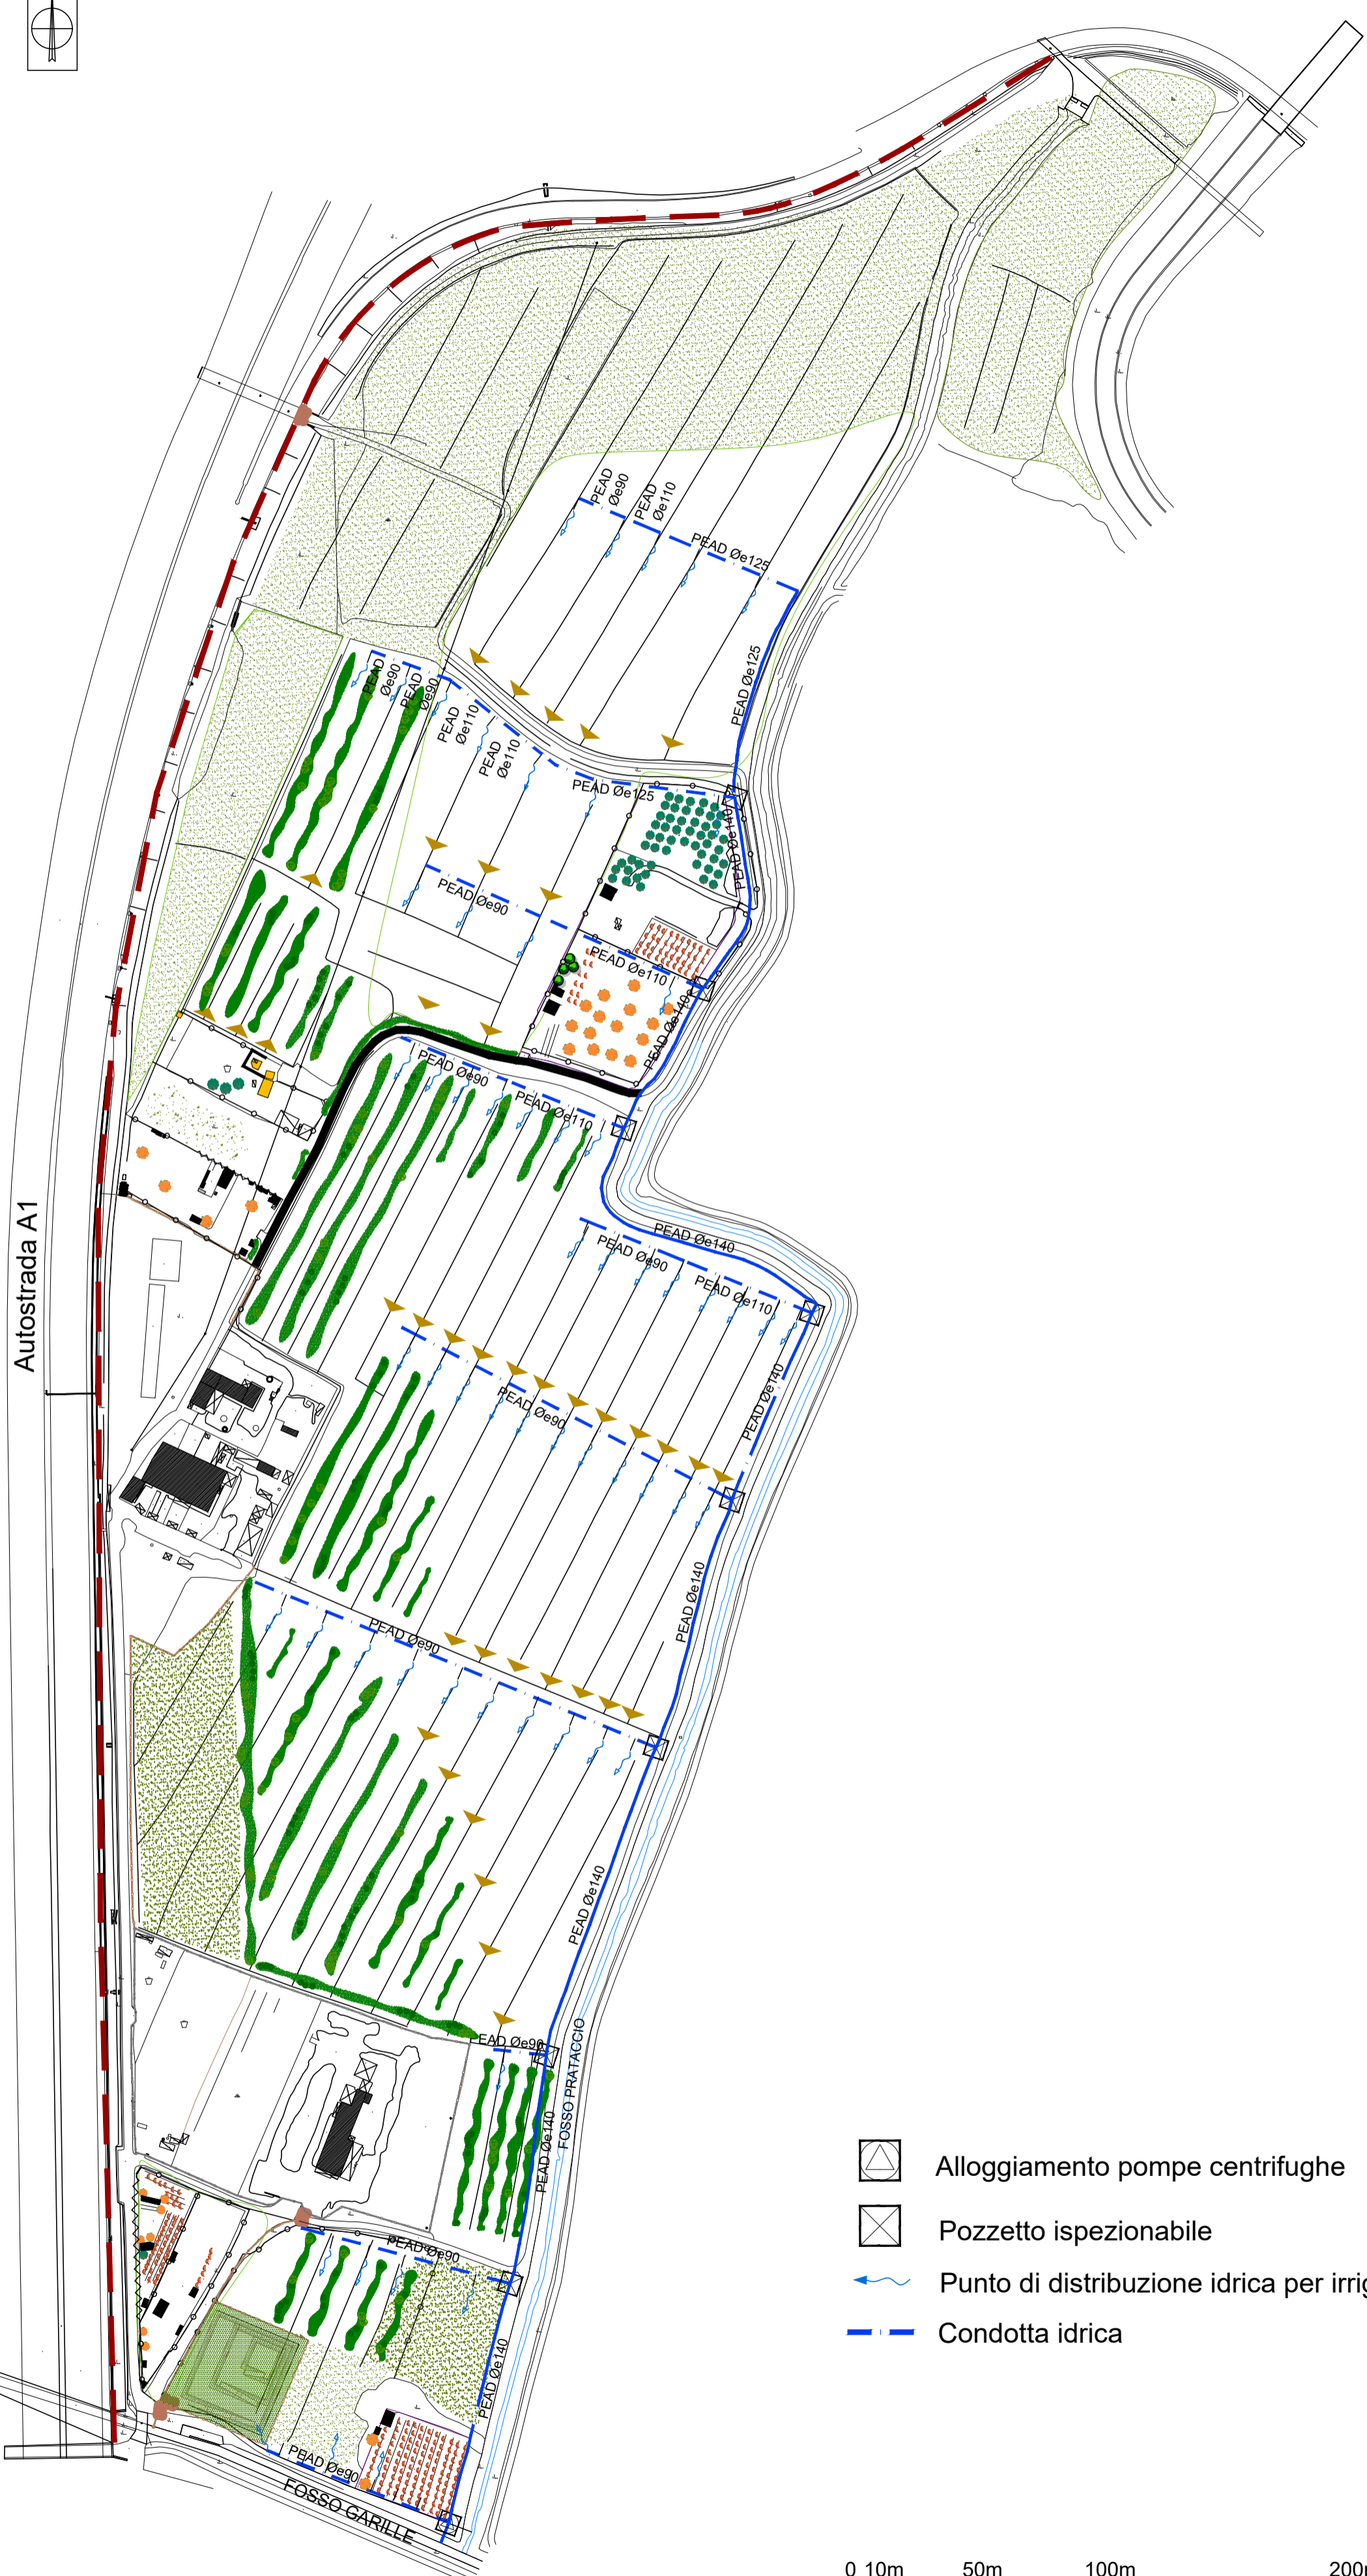 PEAD
Øe90
PEAD
Øe110
PEAD Øe125
PEAD Øe125
PEAD
Øe90
PEAD
Øe90
PEAD
Øe110
PEAD
Øe110
PEAD Øe125
PEAD Øe140
PEAD Øe90
PEAD Øe110
PEAD Øe140
PEAD Øe90
PEAD Øe110
Autostrada A1
PEAD Øe140
PEAD Øe90
PEAD Øe110
PEAD Øe140
PEAD Øe90
PEAD Øe140
PEAD Øe90
PEAD Øe140
EAD Øe90
FOSSO PRATACCIO
PEAD Øe140
PEAD Øe90
PEAD Øe140
PEAD Øe90
FOSSO GARILLE
Alloggiamento pompe centrifughe
Pozzetto ispezionabile
Punto di distribuzione idrica per irrig
Condotta idrica
0 10m 50m 100m 200m